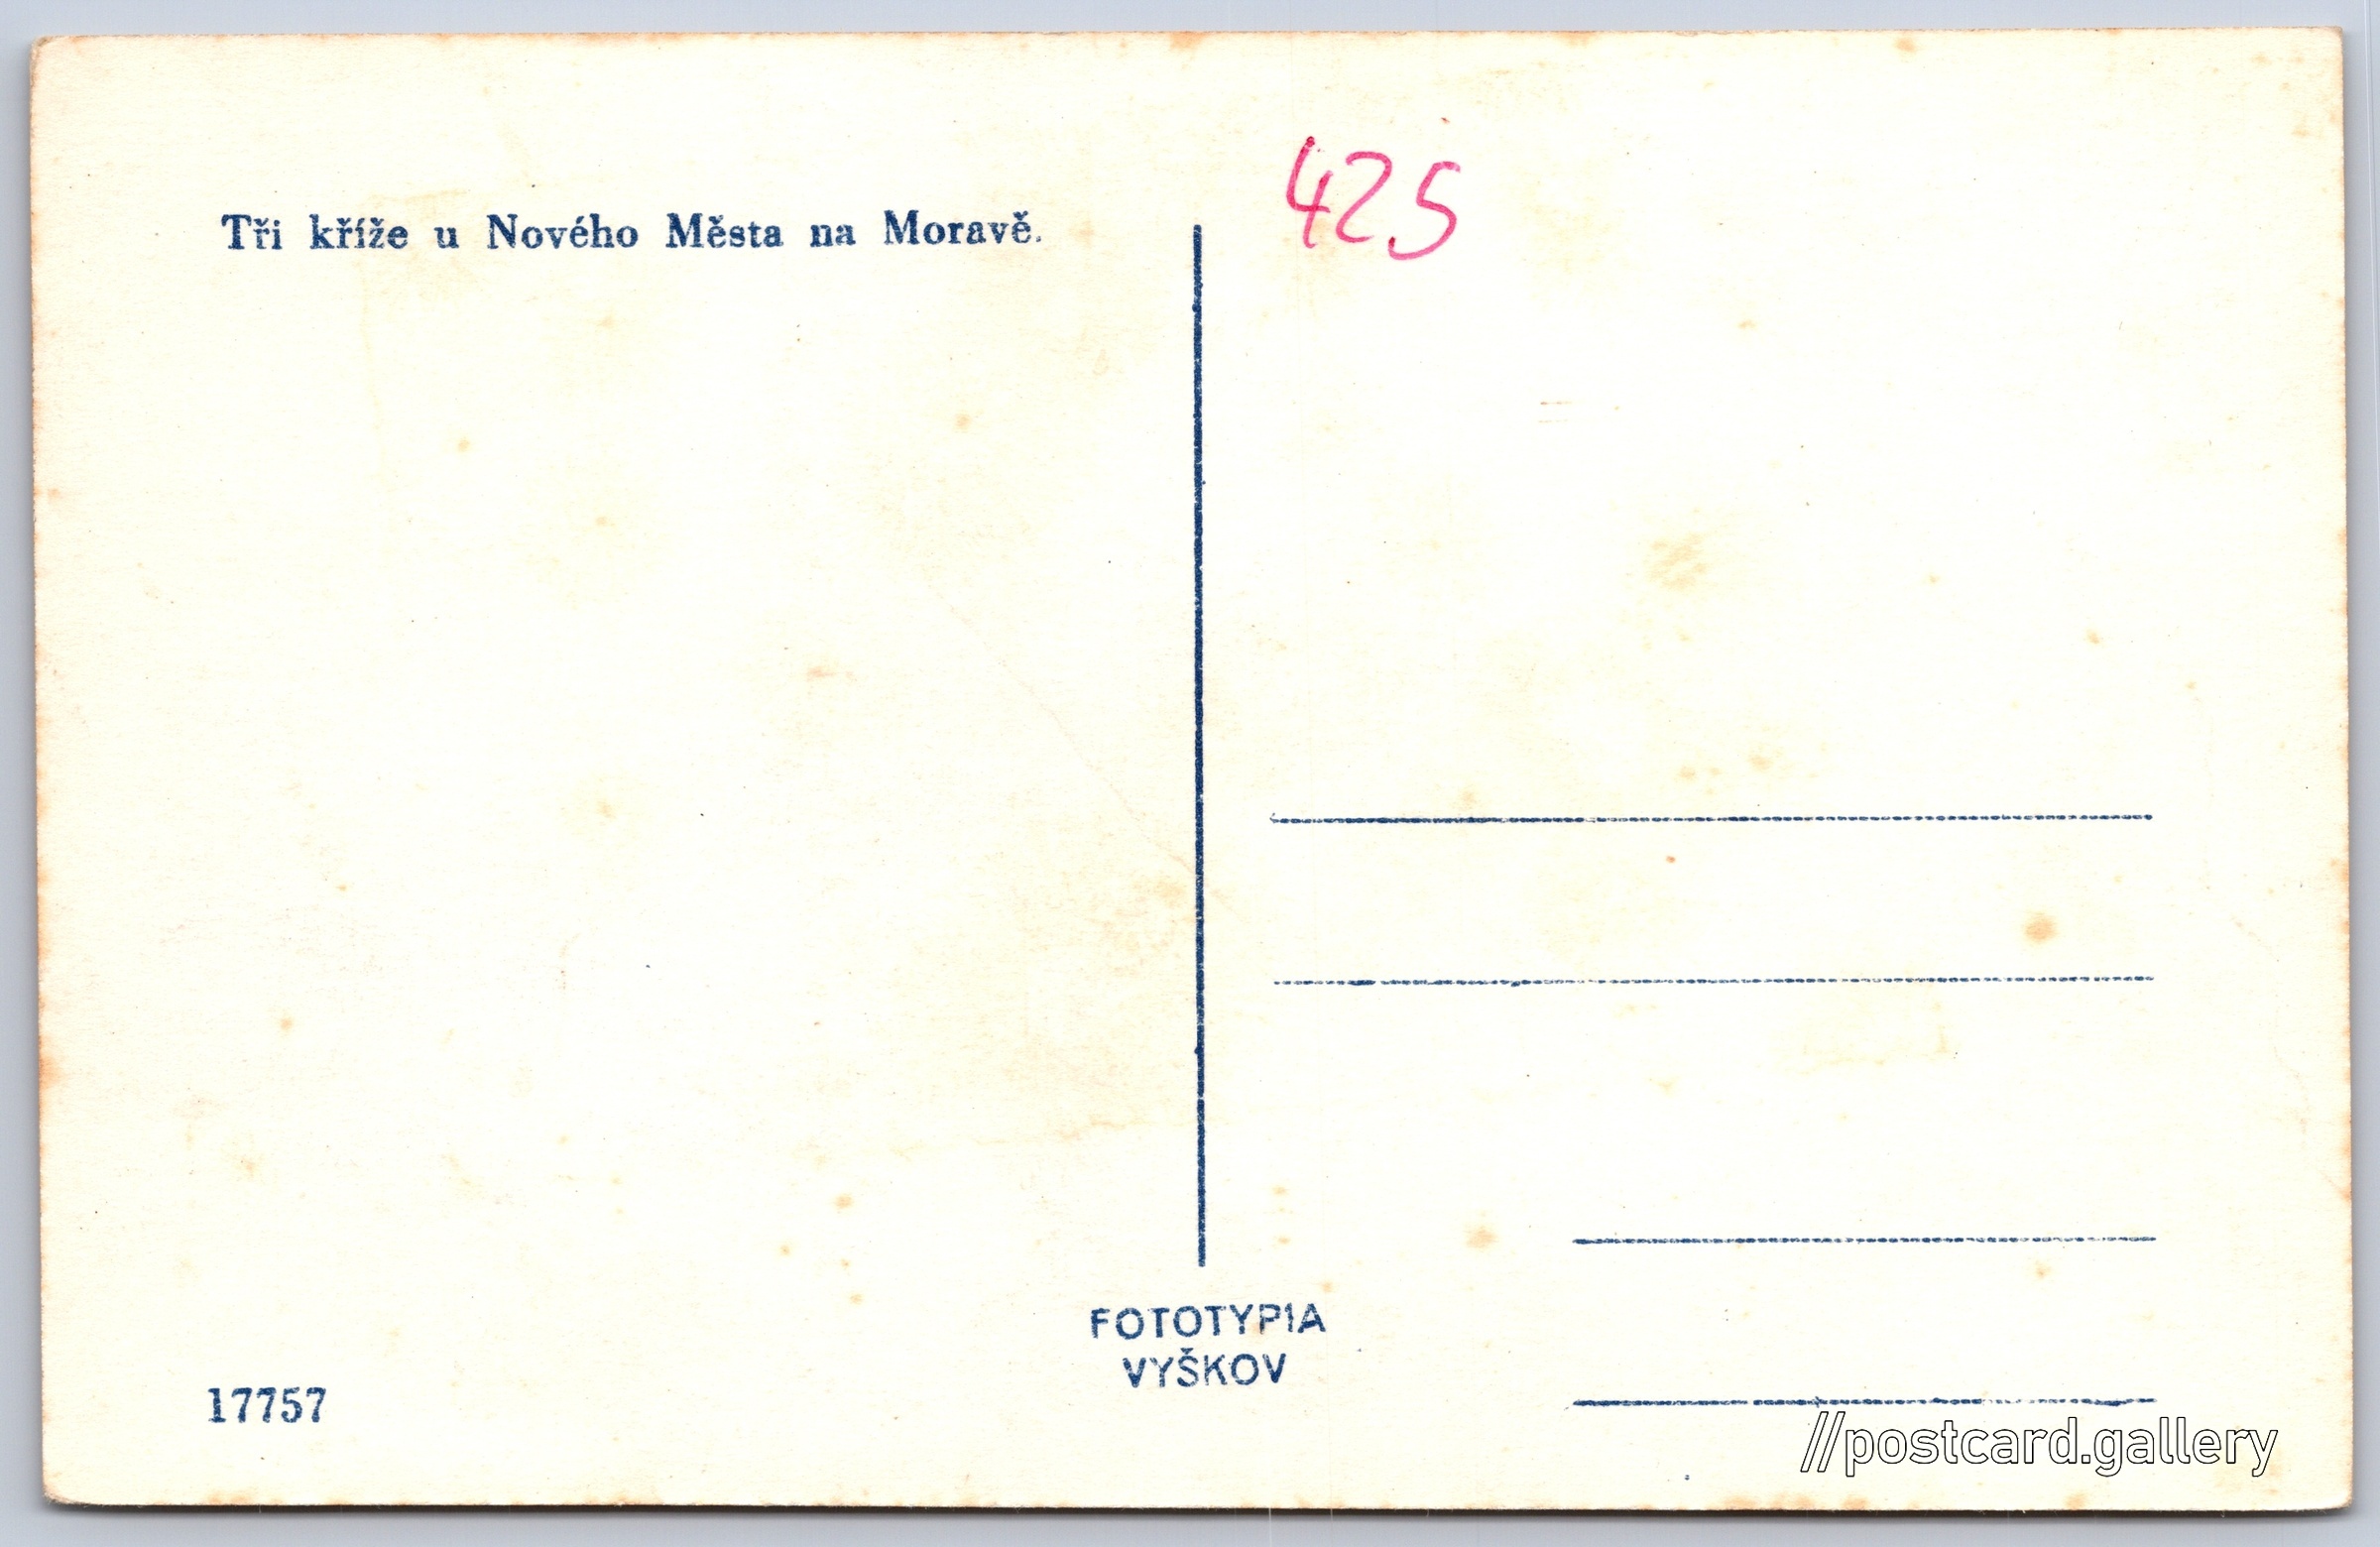 Tři kříže u Nového Města na Moravě.
425
FOTOTYPIA
VYŠKOV
17757
//postcard.gallery